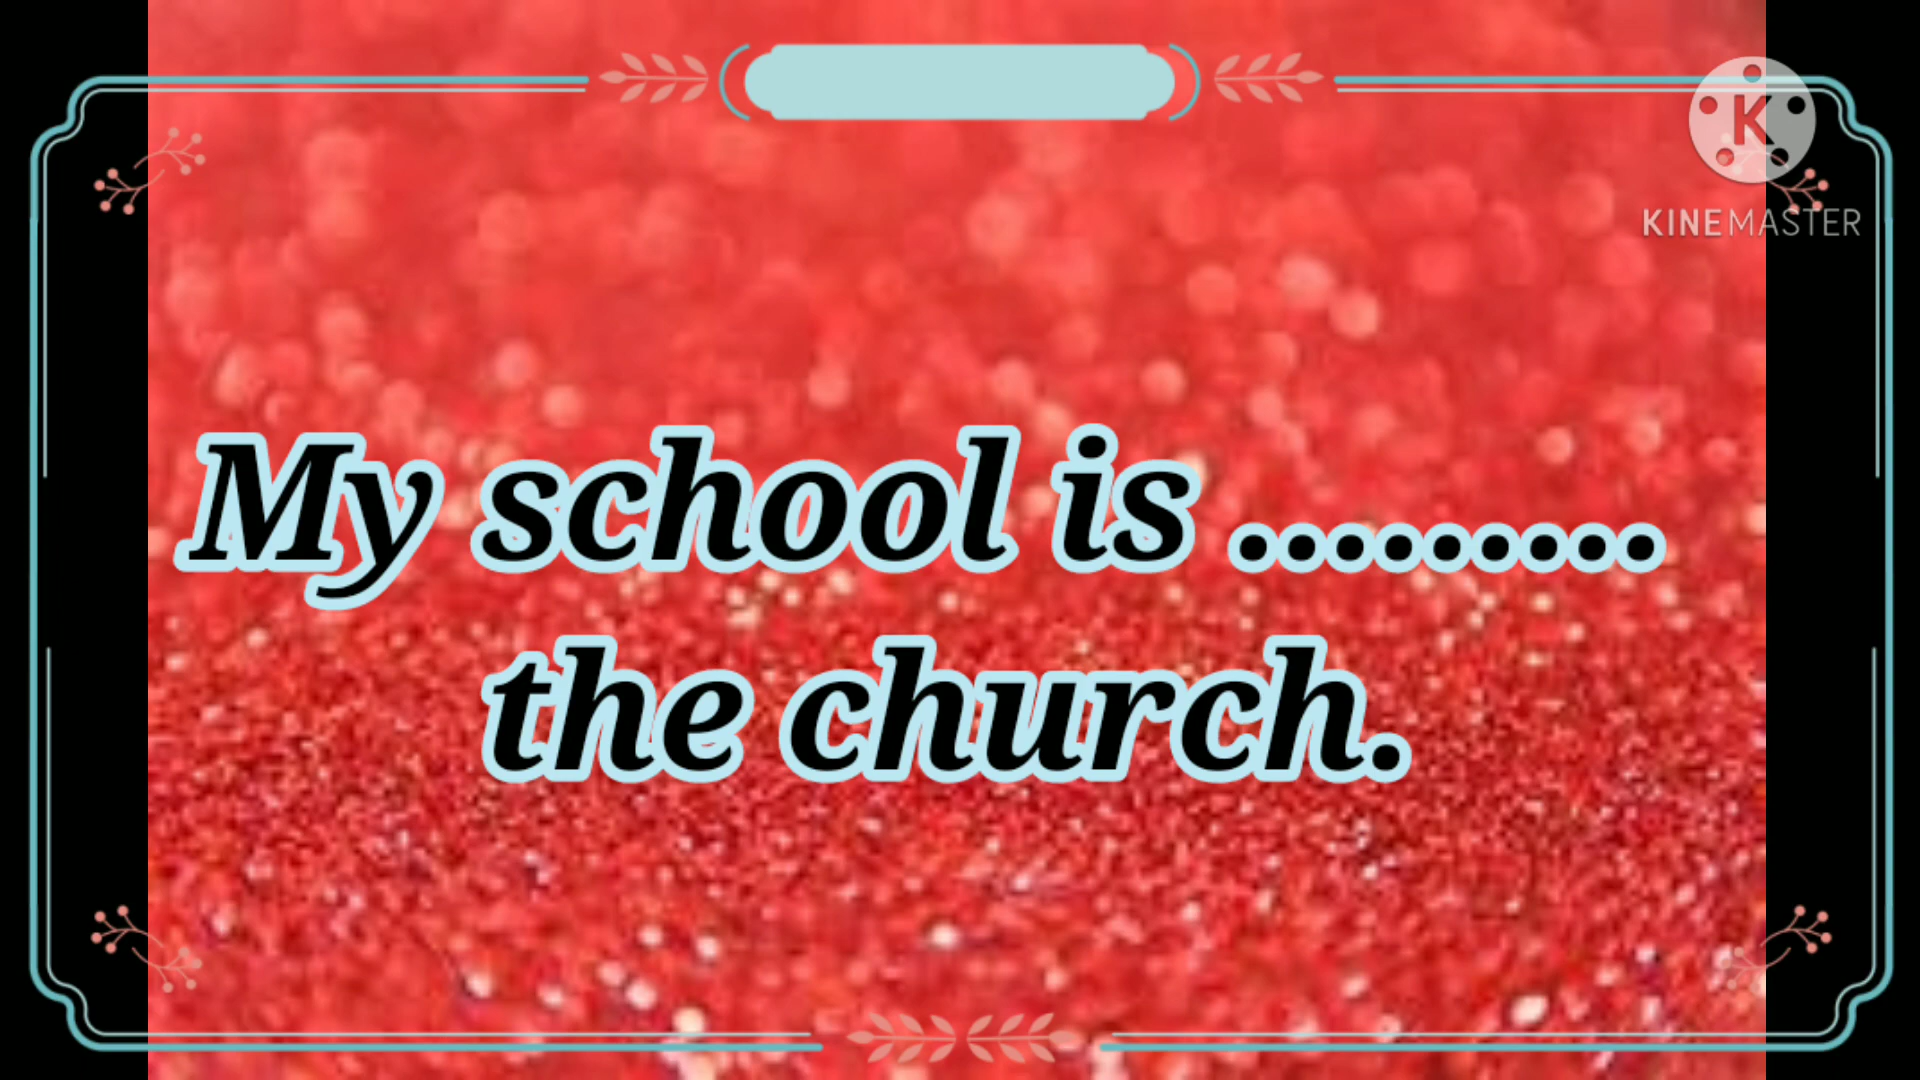 KINEMASTER
My school is .........
the church.